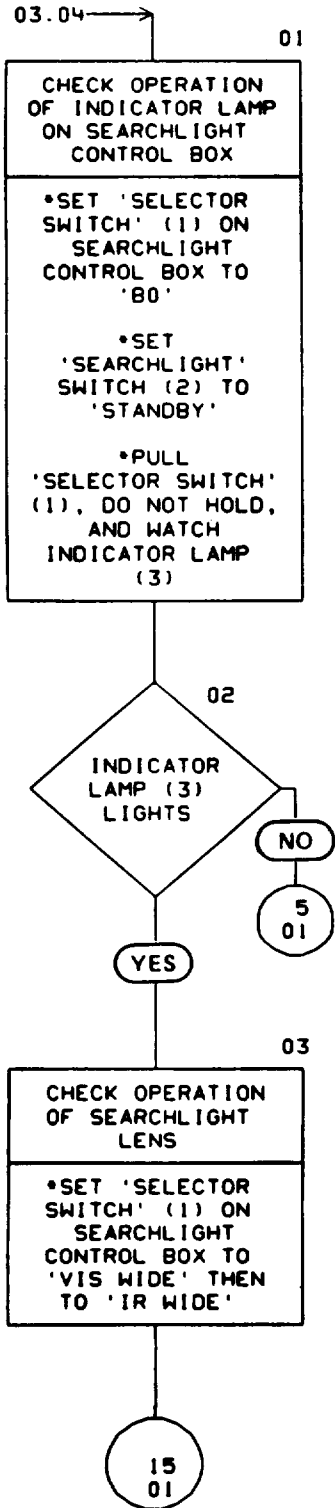 03.04
01
CHECK OPERATION
OF INDICATOR LAMP
ON SEARCHLIGHT
CONTROL BOX
*SET 'SELECTOR
SWITCH' (1) ON
SEARCHLIGHT
CONTROL BOX TO
'BO'
*SET
'SEARCHLIGHT'
SWITCH (2) TO
'STANDBY'
*PULL
'SELECTOR SWITCH'
(1), DO NOT HOLD,
AND WATCH
INDICATOR LAMP
(3)
02
INDICATOR
LAMP (3)
LIGHTS
NO
5
01
YES
03
CHECK OPERATION
OF SEARCHLIGHT
LENS
*SET 'SELECTOR
SWITCH' (1) ON
SEARCHLIGHT
CONTROL BOX TO
'VIS WIDE' THEN
TO 'IR WIDE'
15
01